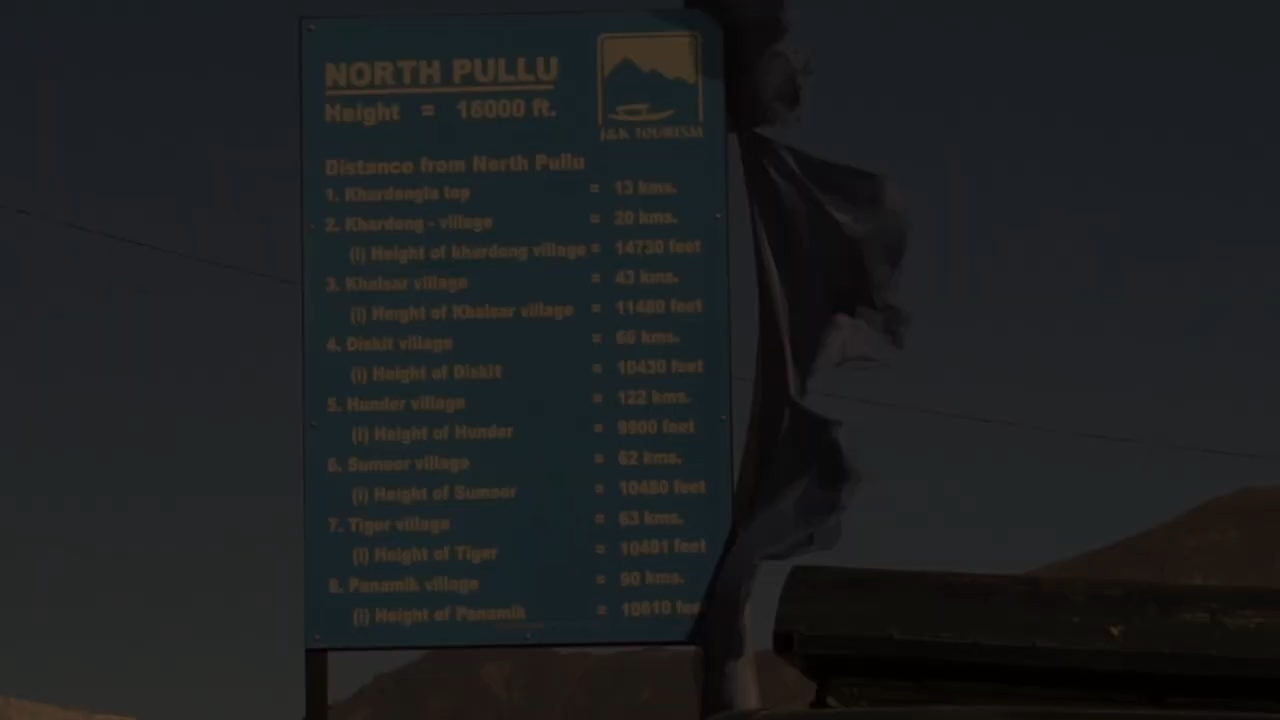 NORTH PULLU
Height = 16000 ft.
J&K TOURISM
Distance from North Pullu
1. Khardongla top = 13 kms.
2. Khardong - village = 20 kms.
(i) Height of khardong village = 14730 feet
3. Khalsar village = 43 kms.
(i) Height of Khalsar village = 11480 feet
4. Diskit village = 66 kms.
(i) Height of Diskit = 10430 feet
5. Hunder village = 122 kms.
(i) Height of Hunder = 9900 feet
6. Sumoor village = 62 kms.
(i) Height of Sumoor = 10480 feet
7. Tiger village = 63 kms.
(i) Height of Tiger = 10481 feet
8. Panamik village = 90 kms.
(i) Height of Panamik = 10810 feet